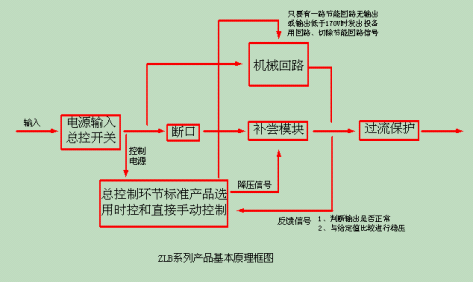 只要有一路节能回路无输出
或输出低于170V时发出投备
用回路、切除节能回路信号
机械回路
输入
电源输入
总控开关
断口
补尝模块
过流保护
控制
电源
总控制环节标准产品选
用时控和直接手动控制
降压信号
反馈信号
1、判断输出是否正常
2、与给定值比较进行稳压
ZLB系列产品基本原理框图